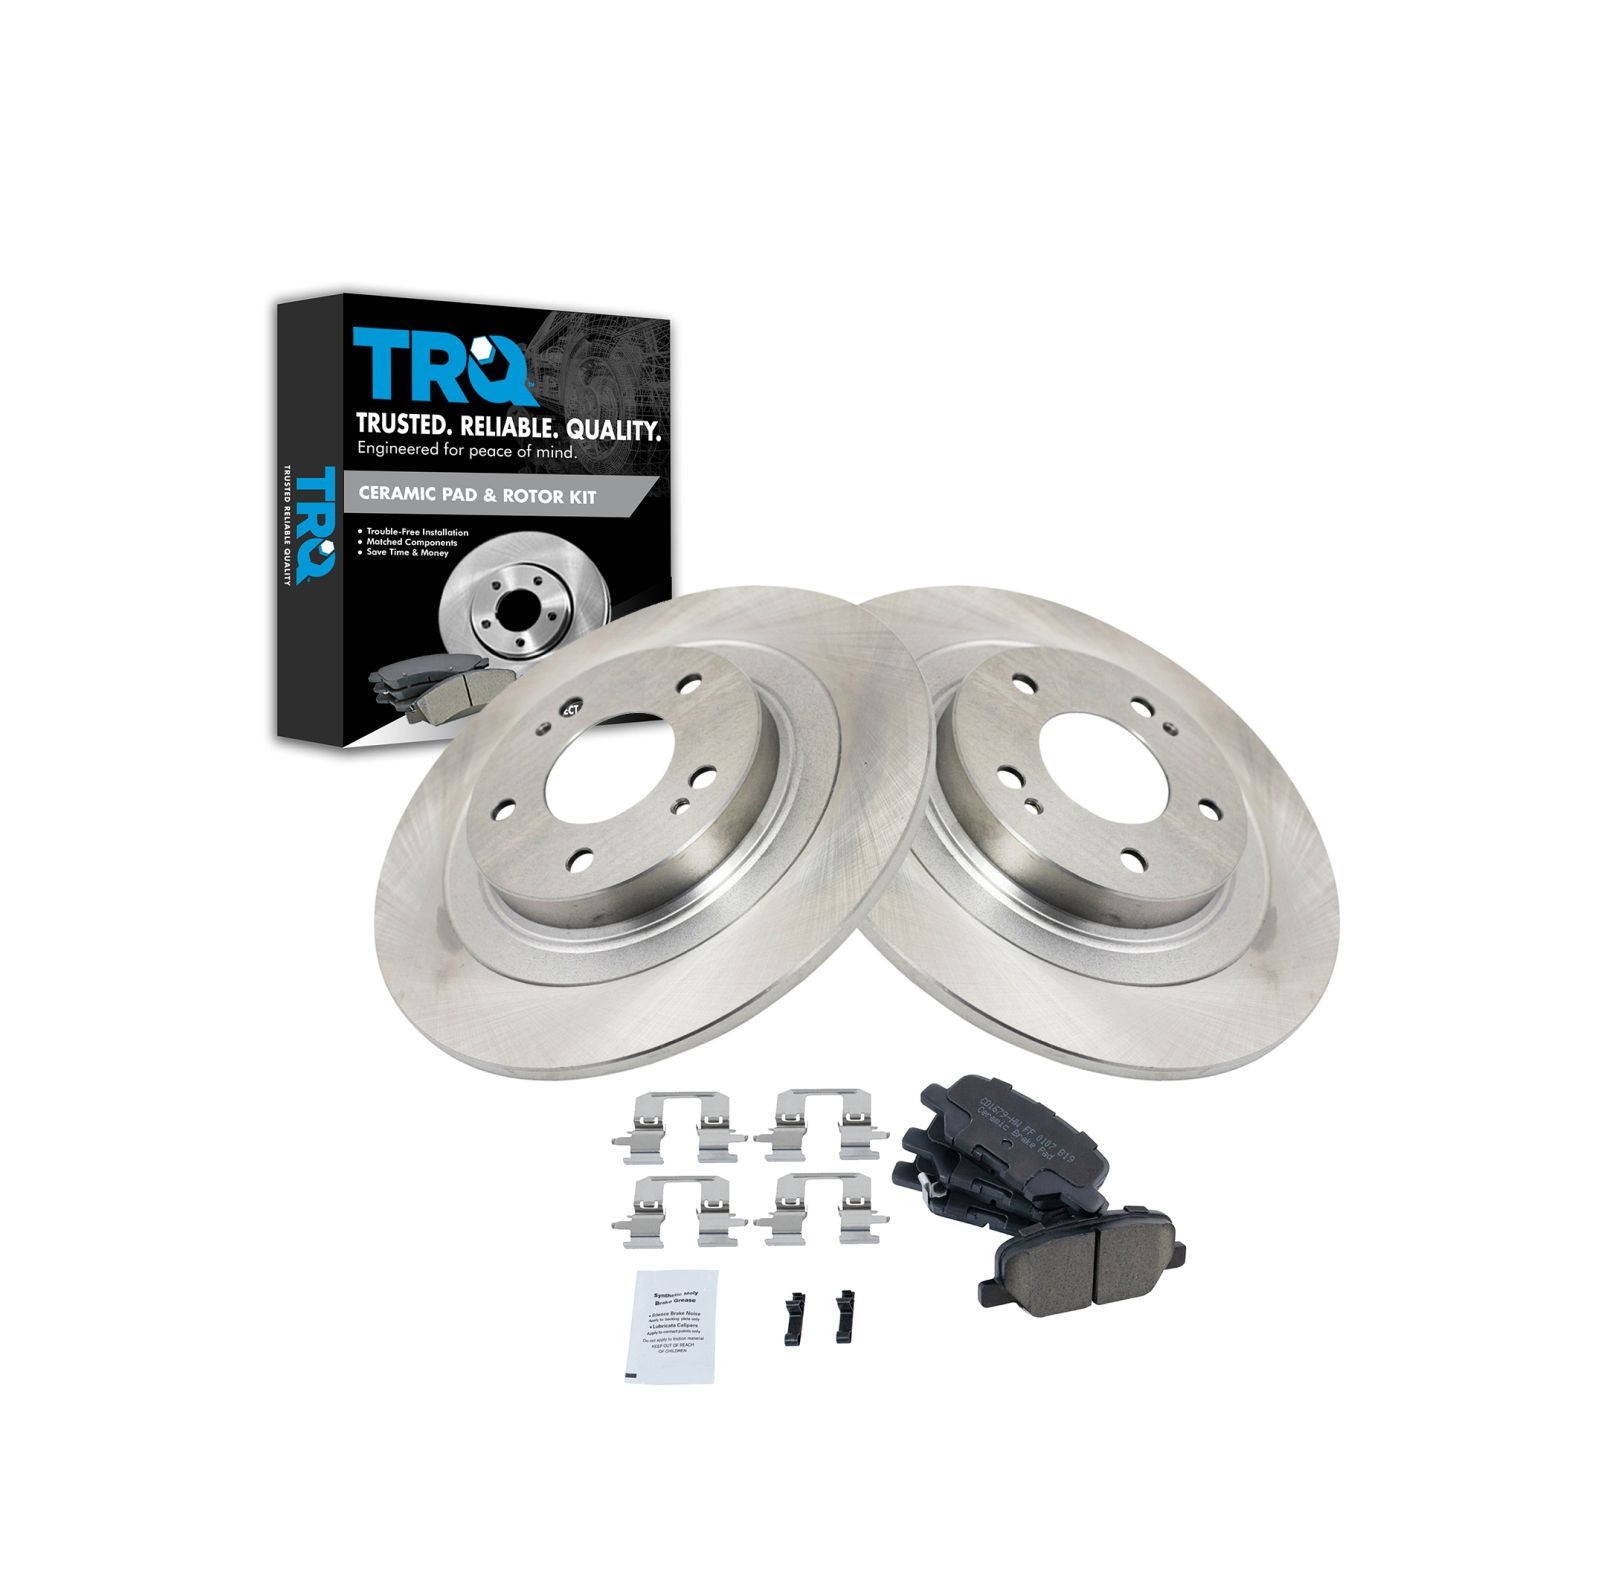 TRQ™
TRUSTED. RELIABLE. QUALITY.
Engineered for peace of mind.
CERAMIC PAD & ROTOR KIT
• Trouble-Free Installation
• Matched Components
• Save Time & Money
TRQ
TRUSTED RELIABLE QUALITY
ECT
CD1679-HW FF 0107 B19
Ceramic Brake Pad
Synthetic Moly
Brake Grease
• Silence Brake Noise
Apply to backing plate only
• Lubricate Calipers
Apply to contact points only
Do not apply to friction material
KEEP OUT OF REACH
OF CHILDREN